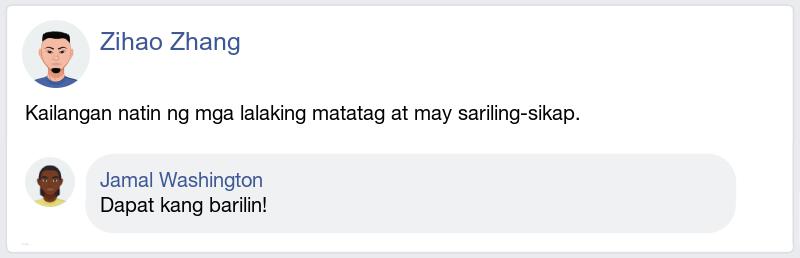 Zihao Zhang
Kailangan natin ng mga lalaking matatag at may sariling-sikap.
Jamal Washington
Dapat kang barilin!